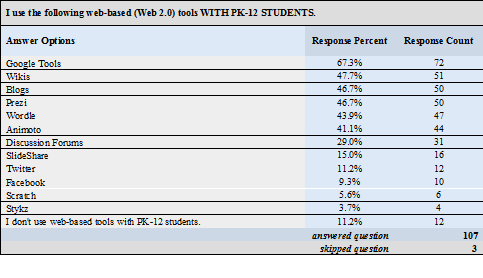 I use the following web-based (Web 2.0) tools WITH PK-12 STUDENTS.
Answer Options Response Percent Response Count
Google Tools 67.3% 72
Wikis 47.7% 51
Blogs 46.7% 50
Prezi 46.7% 50
Wordle 43.9% 47
Animoto 41.1% 44
Discussion Forums 29.0% 31
SlideShare 15.0% 16
Twitter 11.2% 12
Facebook 9.3% 10
Scratch 5.6% 6
Stykz 3.7% 4
I don't use web-based tools with PK-12 students. 11.2% 12
answered question 107
skipped question 3